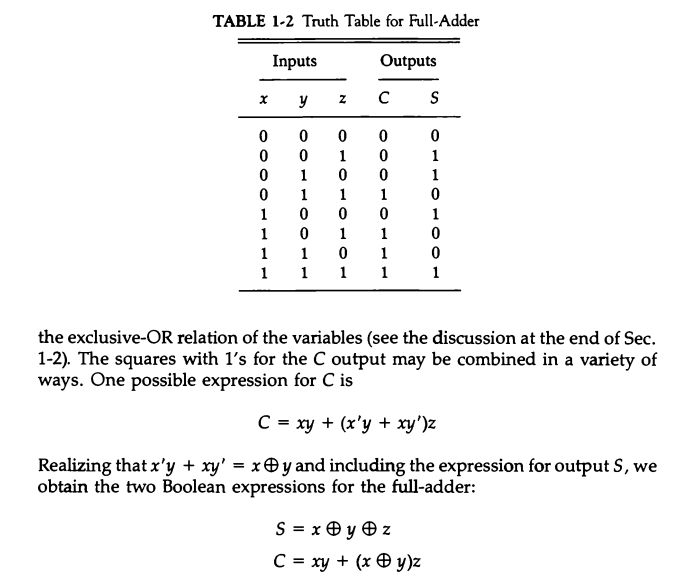 TABLE 1-2 Truth Table for Full-Adder
Inputs Outputs
x y z C S
0 0 0 0 0
0 0 1 0 1
0 1 0 0 1
0 1 1 1 0
1 0 0 0 1
1 0 1 1 0
1 1 0 1 0
1 1 1 1 1
the exclusive-OR relation of the variables (see the discussion at the end of Sec.
1-2). The squares with 1's for the C output may be combined in a variety of
ways. One possible expression for C is
C = xy + (x'y + xy')z
Realizing that x'y + xy' = x ⊕ y and including the expression for output S, we
obtain the two Boolean expressions for the full-adder:
S = x ⊕ y ⊕ z
C = xy + (x ⊕ y)z